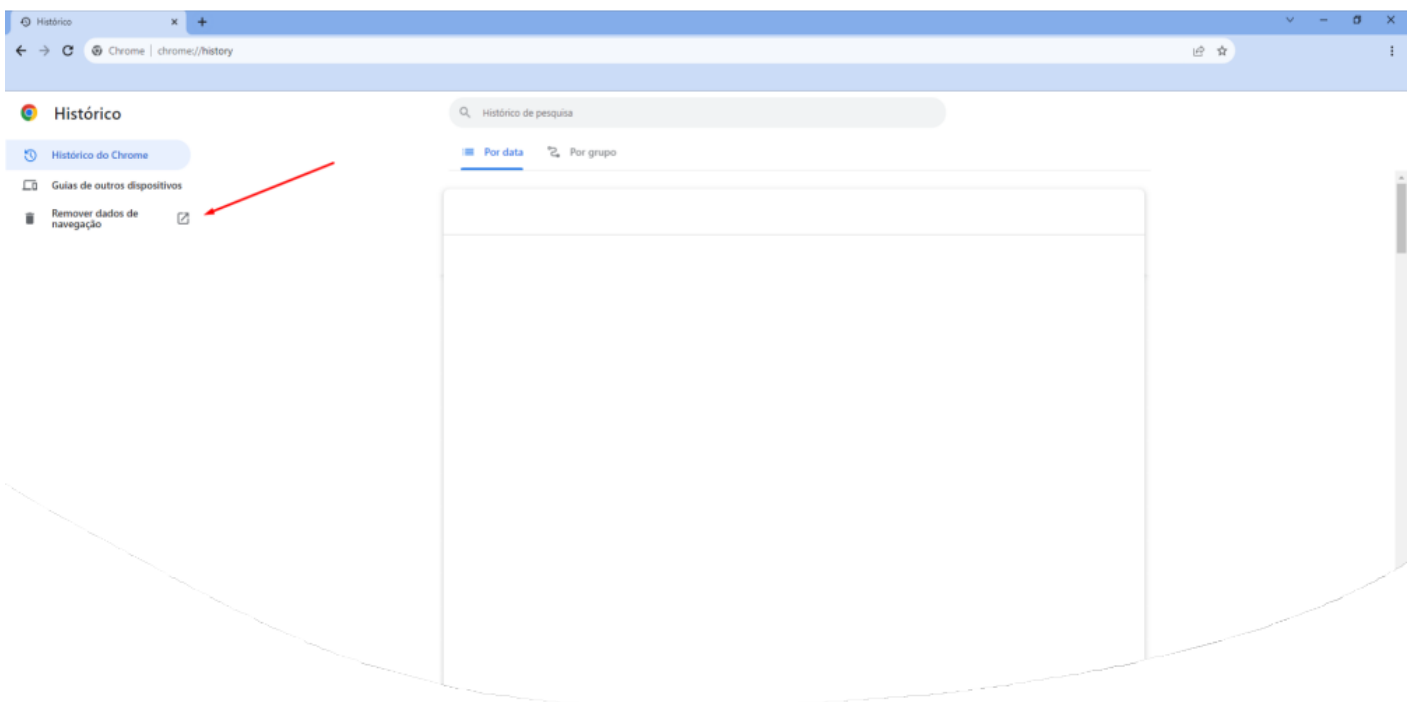 Histórico
Chrome | chrome://history
Histórico
Histórico de pesquisa
Histórico do Chrome
Por data Por grupo
Guias de outros dispositivos
Remover dados de
navegação